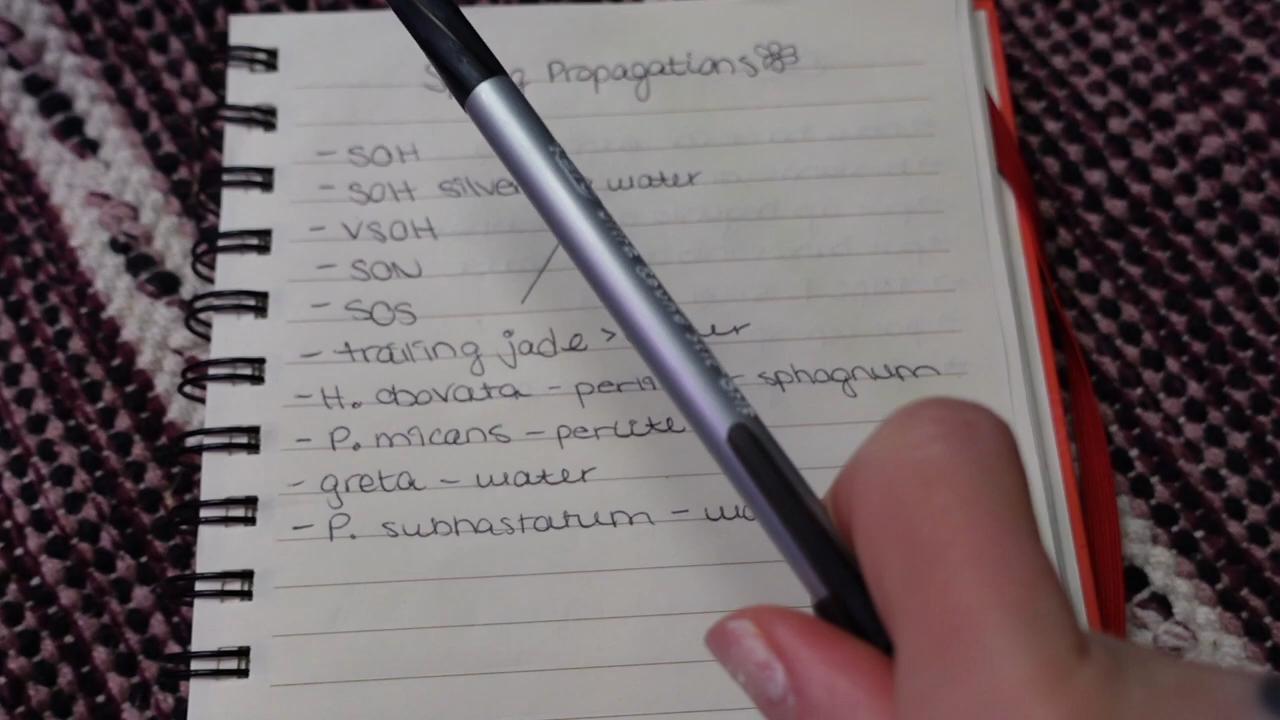 Propagations
- SOH
- SOH silver water
- VSOH
- SON
- SOS
- trailing jade >
- H. obovata - sphagnum
- P. micans - perlite
- greta - water
- P. subhastatum -